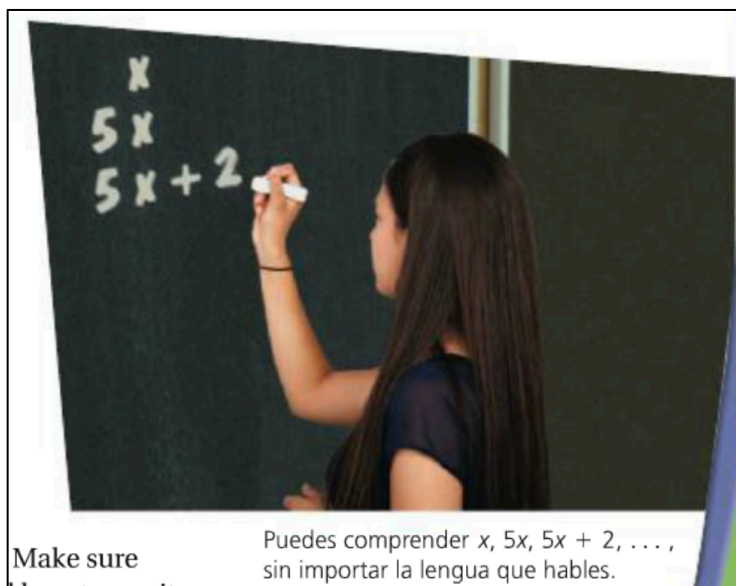 x
5x
5x + 2
Make sure
Puedes comprender x, 5x, 5x + 2, . . . ,
sin importar la lengua que hables.